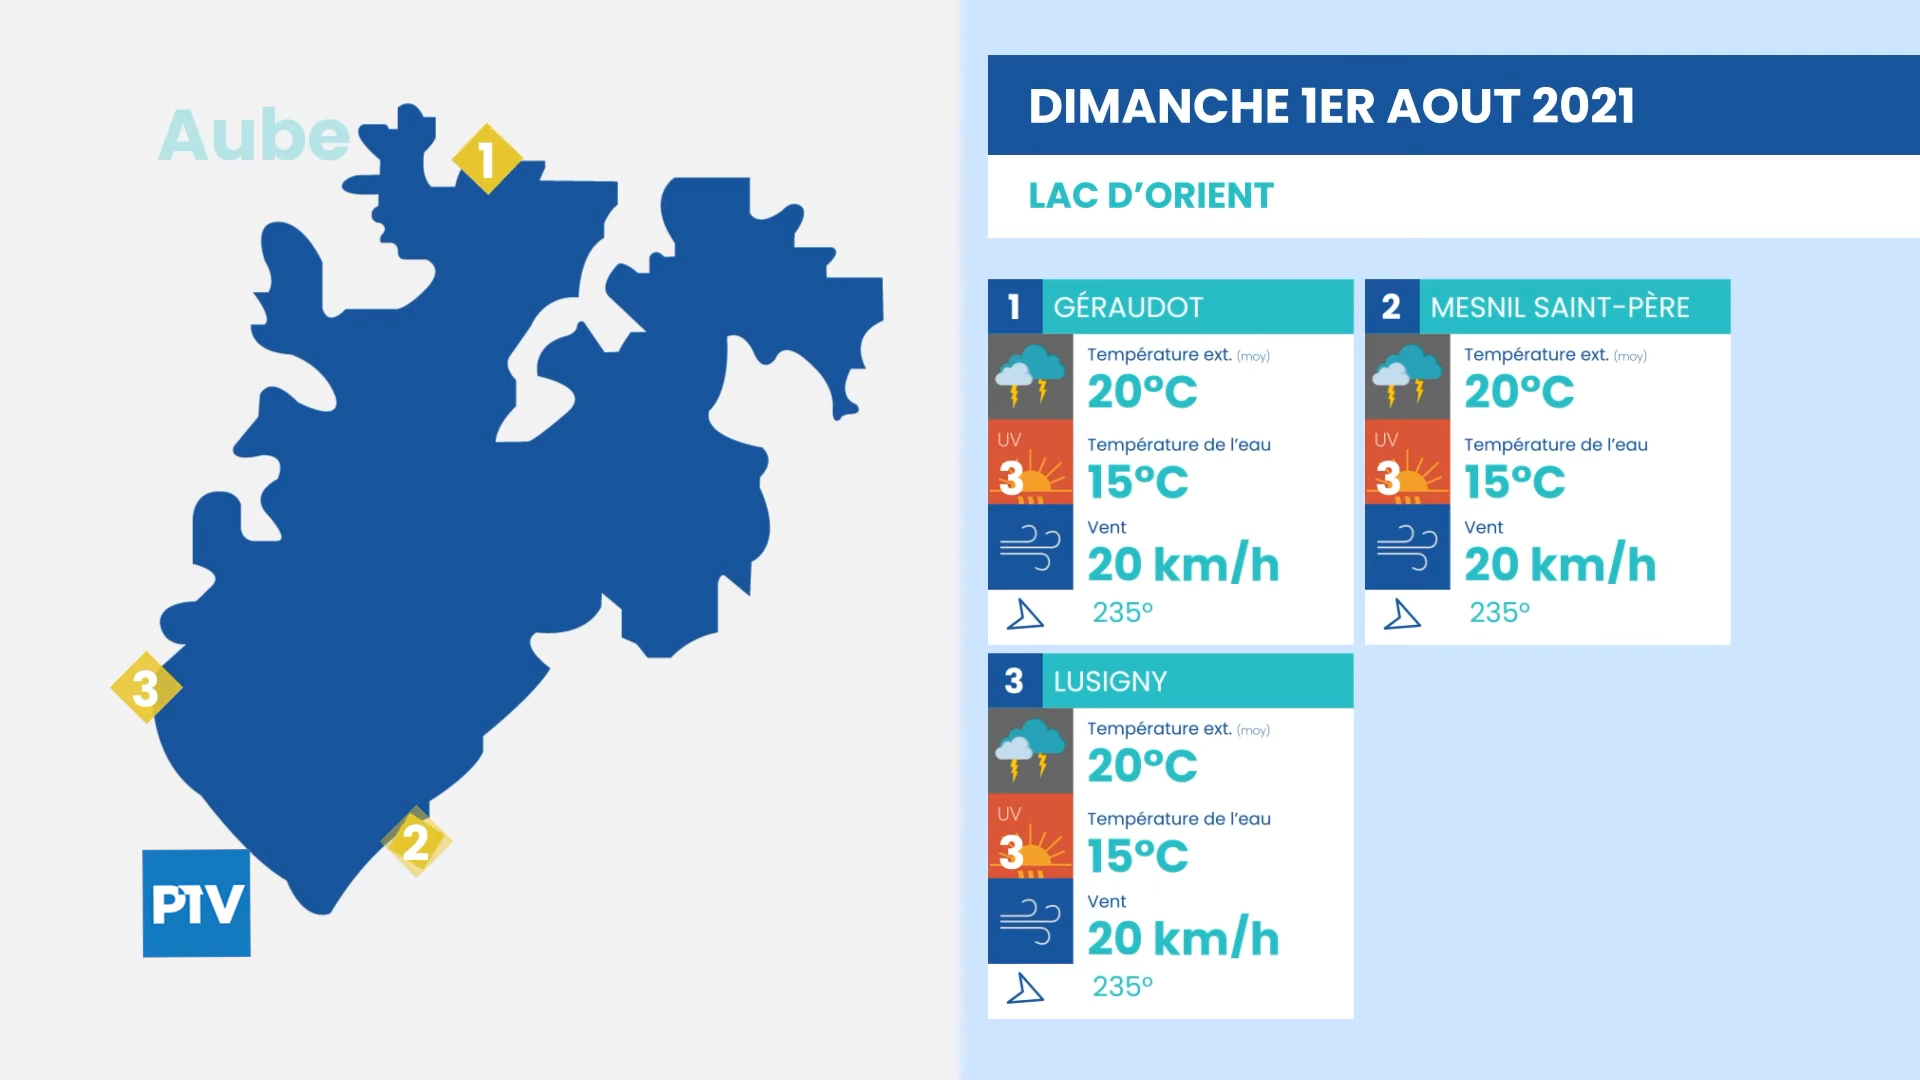 Aube
1
3
2
PTV
DIMANCHE 1ER AOUT 2021
LAC D’ORIENT
1 GÉRAUDOT
Température ext. (moy)
20°C
UV
3
Température de l’eau
15°C
Vent
20 km/h
235°
2 MESNIL SAINT-PÈRE
Température ext. (moy)
20°C
UV
3
Température de l’eau
15°C
Vent
20 km/h
235°
3 LUSIGNY
Température ext. (moy)
20°C
UV
3
Température de l’eau
15°C
Vent
20 km/h
235°